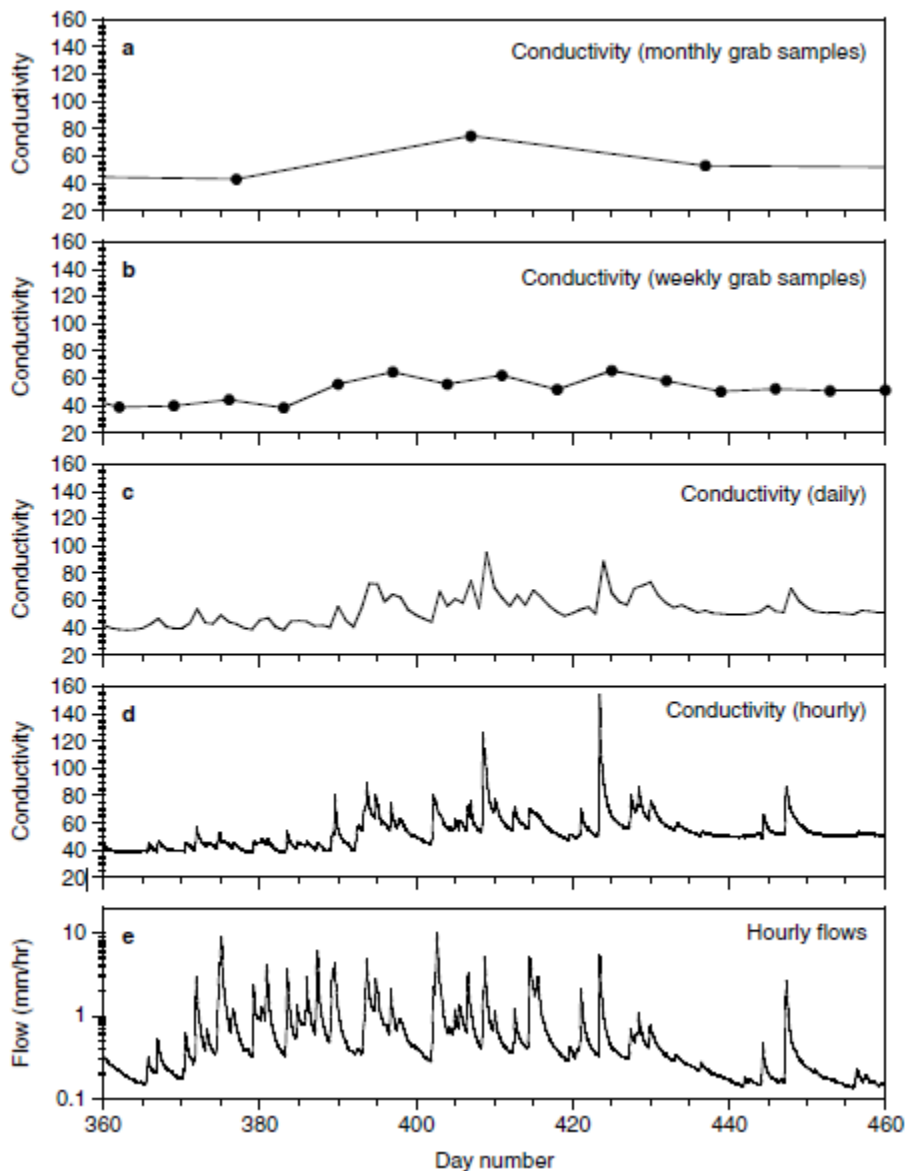 160
a
Conductivity (monthly grab samples)
140
120
100
80
60
40
20
Conductivity
160
b
Conductivity (weekly grab samples)
140
120
100
80
60
40
20
Conductivity
160
c
Conductivity (daily)
140
120
100
80
60
40
20
Conductivity
160
d
Conductivity (hourly)
140
120
100
80
60
40
20
Conductivity
e
Hourly flows
10
1
0.1
Flow (mm/hr)
360 380 400 420 440 460
Day number